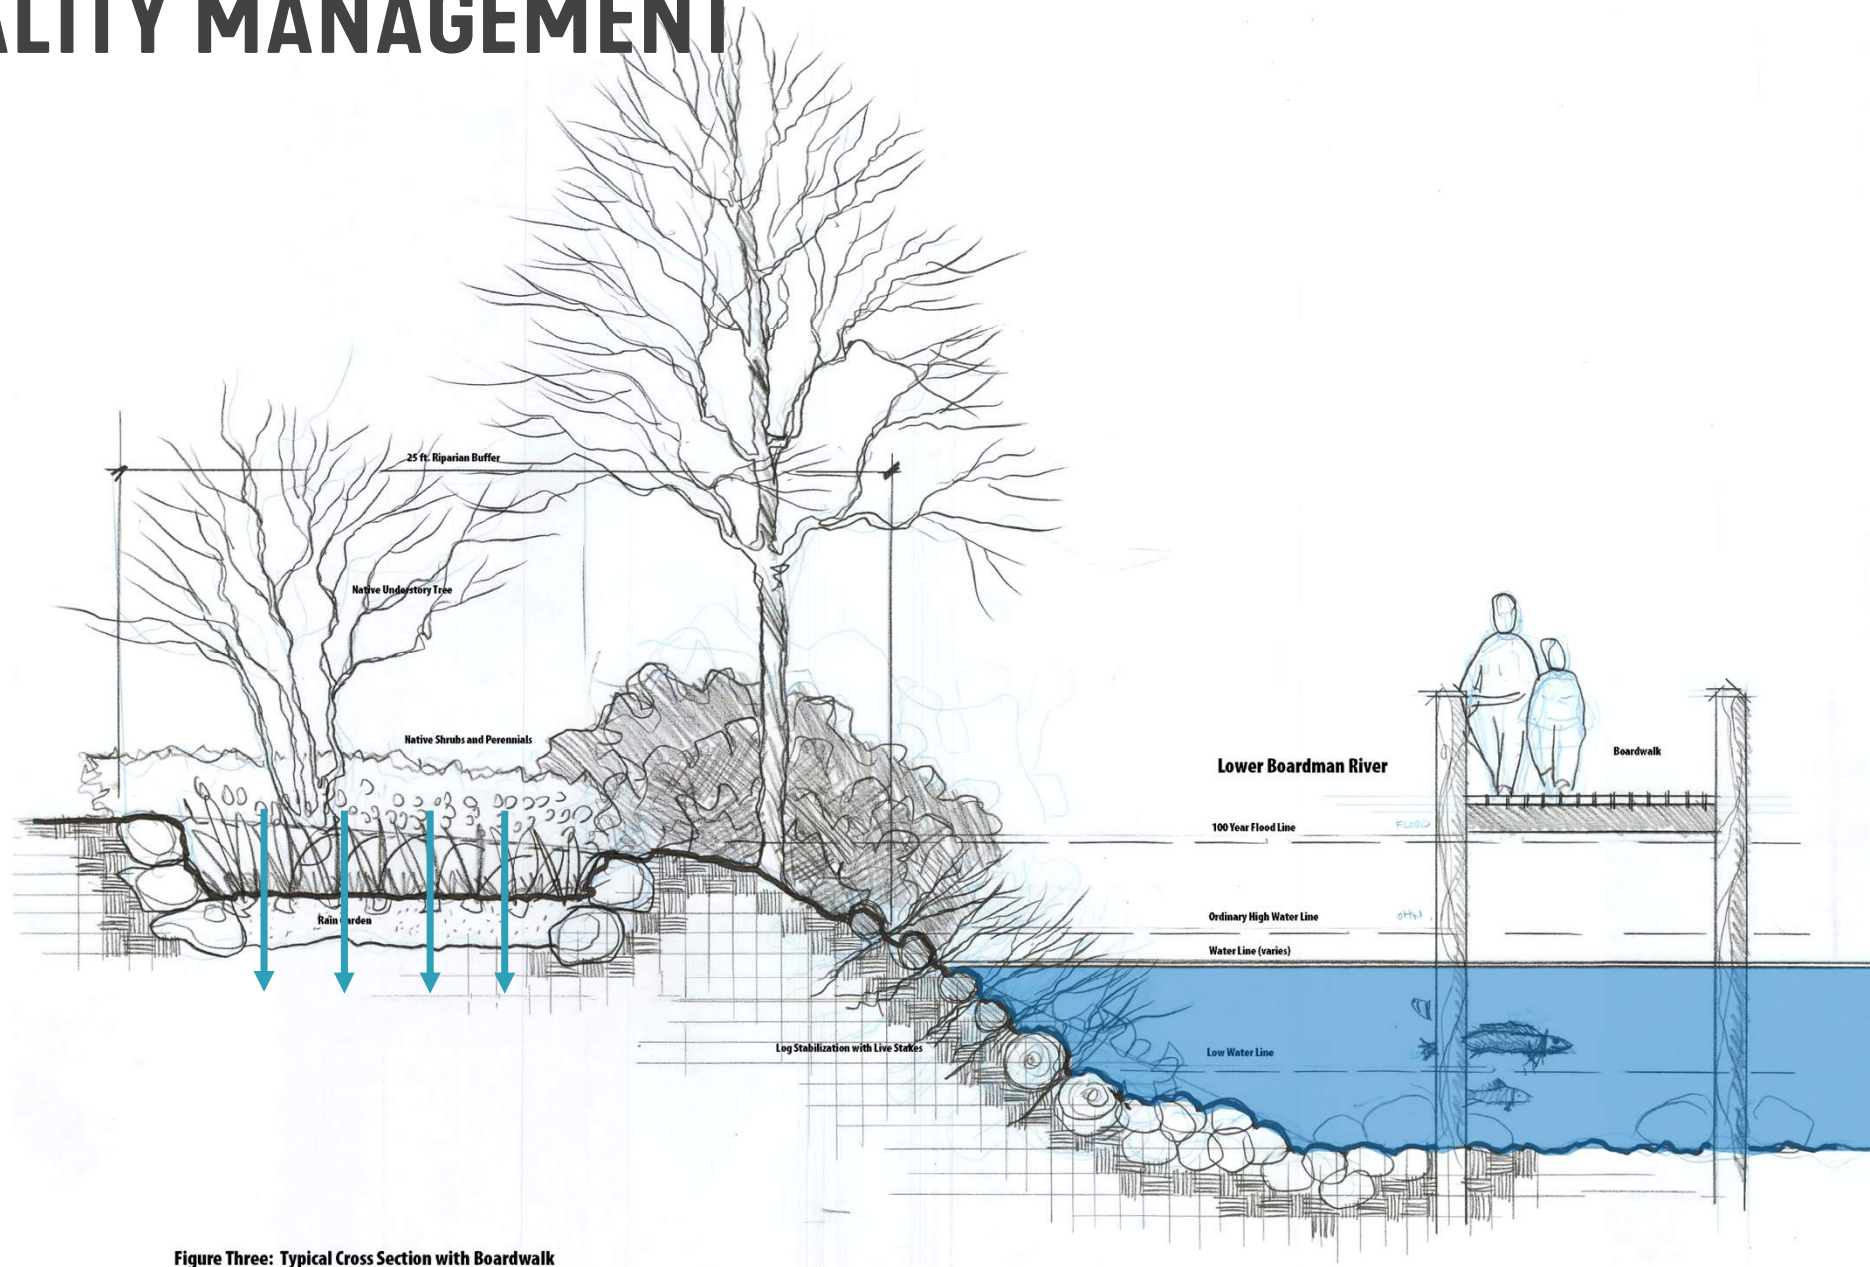 ALITY MANAGEMENT
25 ft. Riparian Buffer
Native Understory Tree
Native Shrubs and Perennials
Lower Boardman River
Boardwalk
100 Year Flood Line
FLOOD
Rain Garden
Ordinary High Water Line
OHW
Water Line (varies)
Log Stabilization with Live Stakes
Low Water Line
Figure Three: Typical Cross Section with Boardwalk